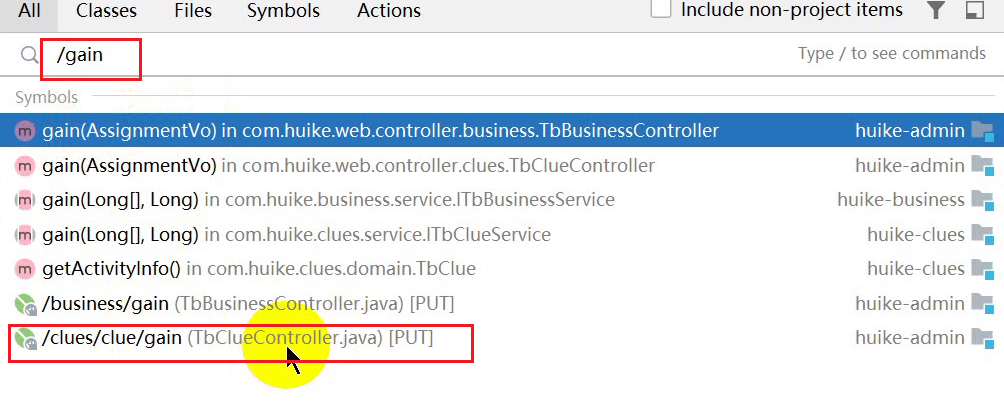 All Classes Files Symbols Actions Include non-project items
/gain Type / to see commands
Symbols
gain(AssignmentVo) in com.huike.web.controller.business.TbBusinessController huike-admin
gain(AssignmentVo) in com.huike.web.controller.clues.TbClueController huike-admin
gain(Long[], Long) in com.huike.business.service.ITbBusinessService huike-business
gain(Long[], Long) in com.huike.clues.service.ITbClueService huike-clues
getActivityInfo() in com.huike.clues.domain.TbClue huike-clues
/business/gain (TbBusinessController.java) [PUT] huike-admin
/clues/clue/gain (TbClueController.java) [PUT] huike-admin